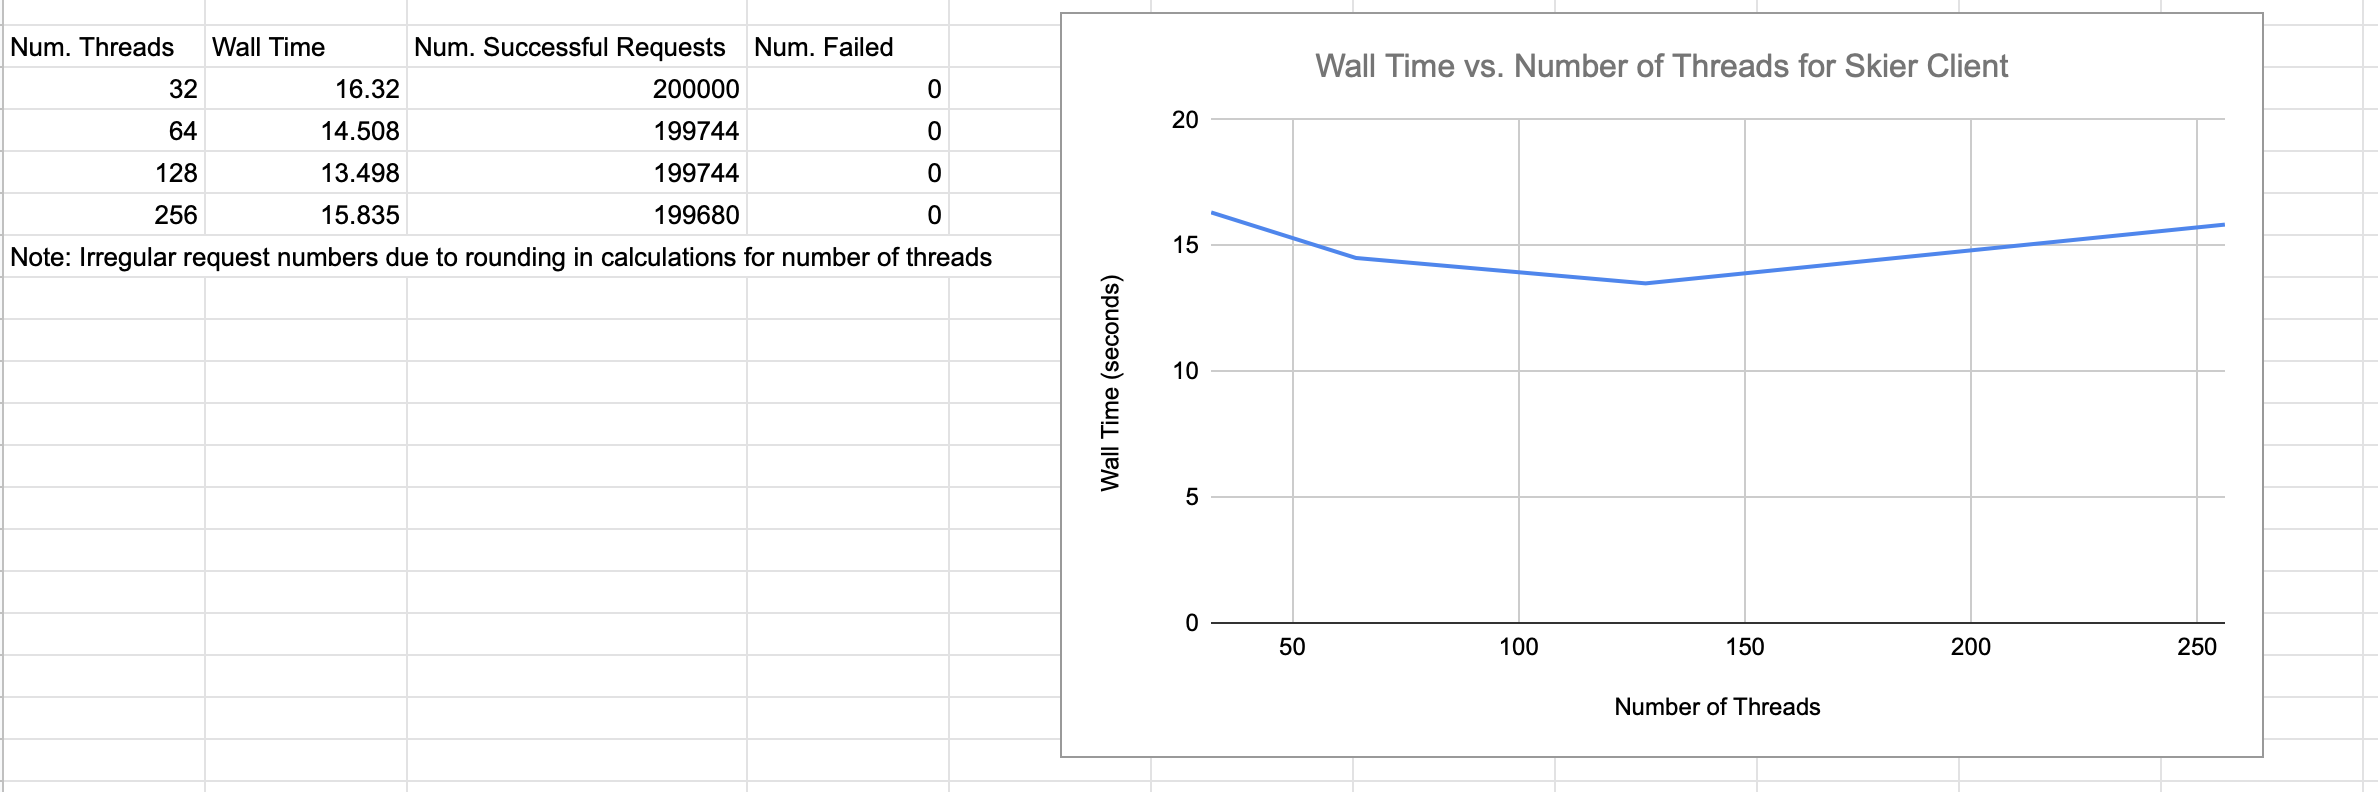 Num. Threads Wall Time Num. Successful Requests Num. Failed
32 16.32 200000 0
64 14.508 199744 0
128 13.498 199744 0
256 15.835 199680 0
Note: Irregular request numbers due to rounding in calculations for number of threads
Wall Time vs. Number of Threads for Skier Client
Wall Time (seconds)
20
15
10
5
0
50 100 150 200 250
Number of Threads